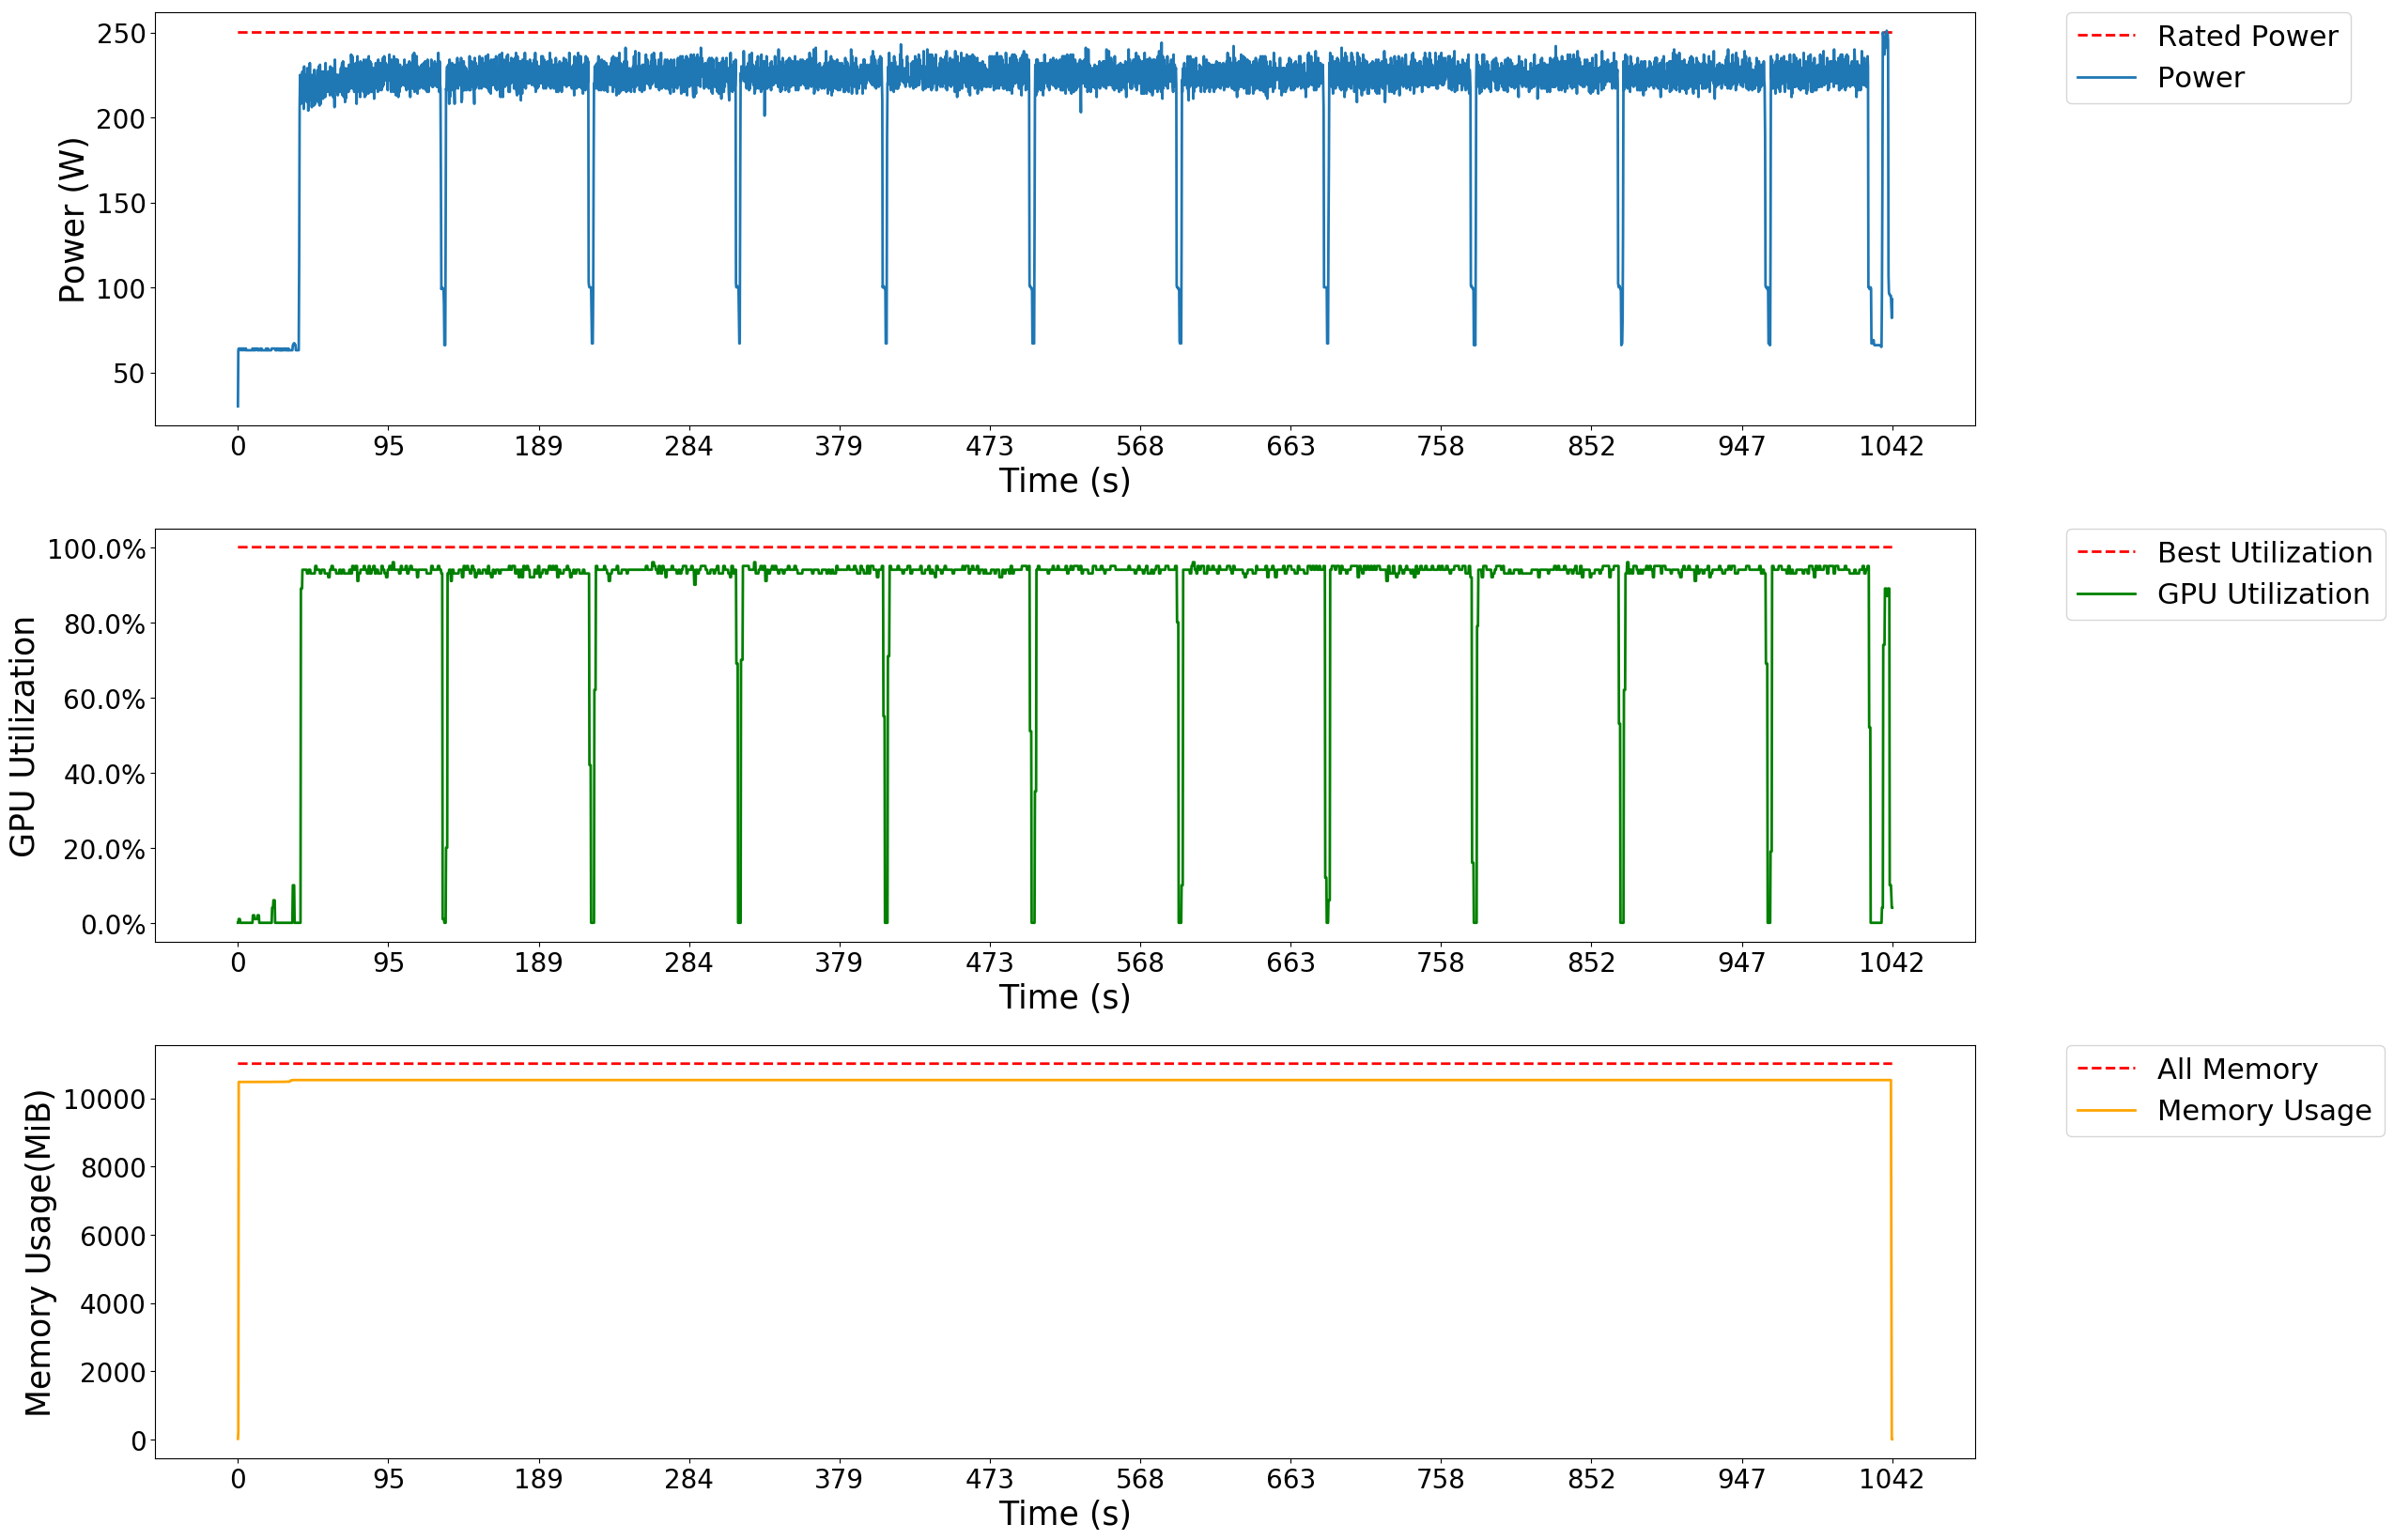 250
200
150
100
50
Power (W)
0 95 189 284 379 473 568 663 758 852 947 1042
Time (s)
Rated Power
Power
100.0%
80.0%
60.0%
40.0%
20.0%
0.0%
GPU Utilization
0 95 189 284 379 473 568 663 758 852 947 1042
Time (s)
Best Utilization
GPU Utilization
10000
8000
6000
4000
2000
0
Memory Usage(MiB)
0 95 189 284 379 473 568 663 758 852 947 1042
Time (s)
All Memory
Memory Usage